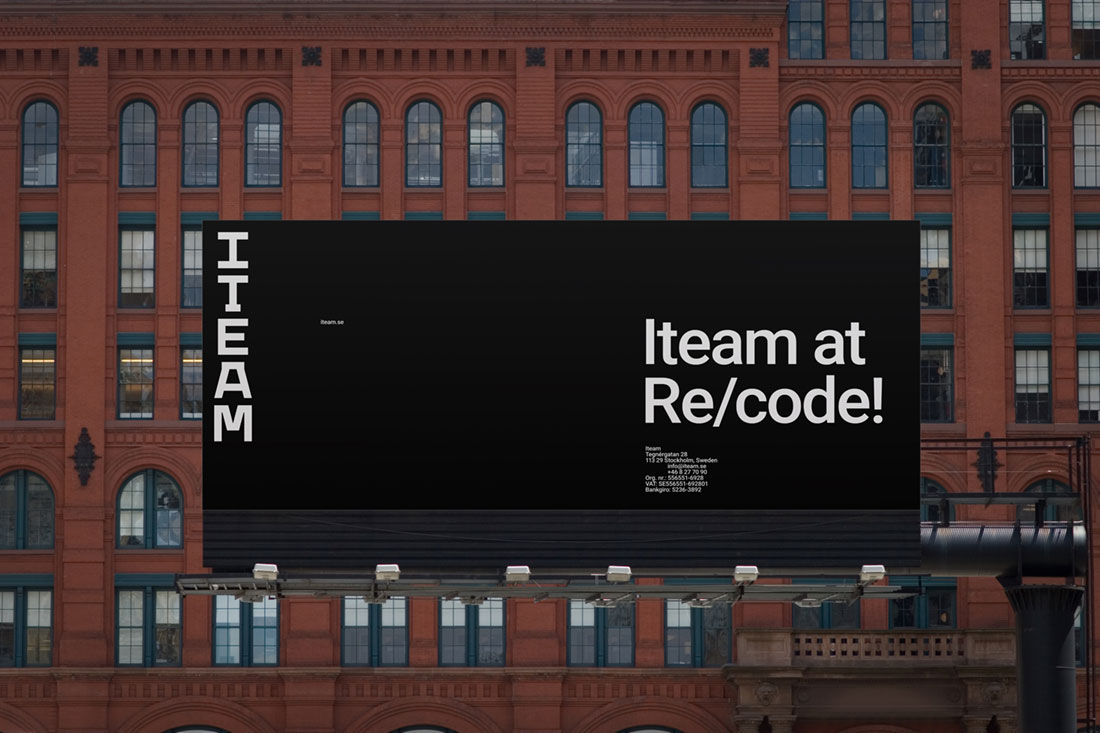 ITEAM
iteam.se
Iteam at
Re/code!
Iteam
Tegnérgatan 28
113 29 Stockholm, Sweden
info@iteam.se
+46 8 27 70 90
Org. nr.: 556551-6928
VAT: SE556551-692801
Bankgiro: 5236-3892